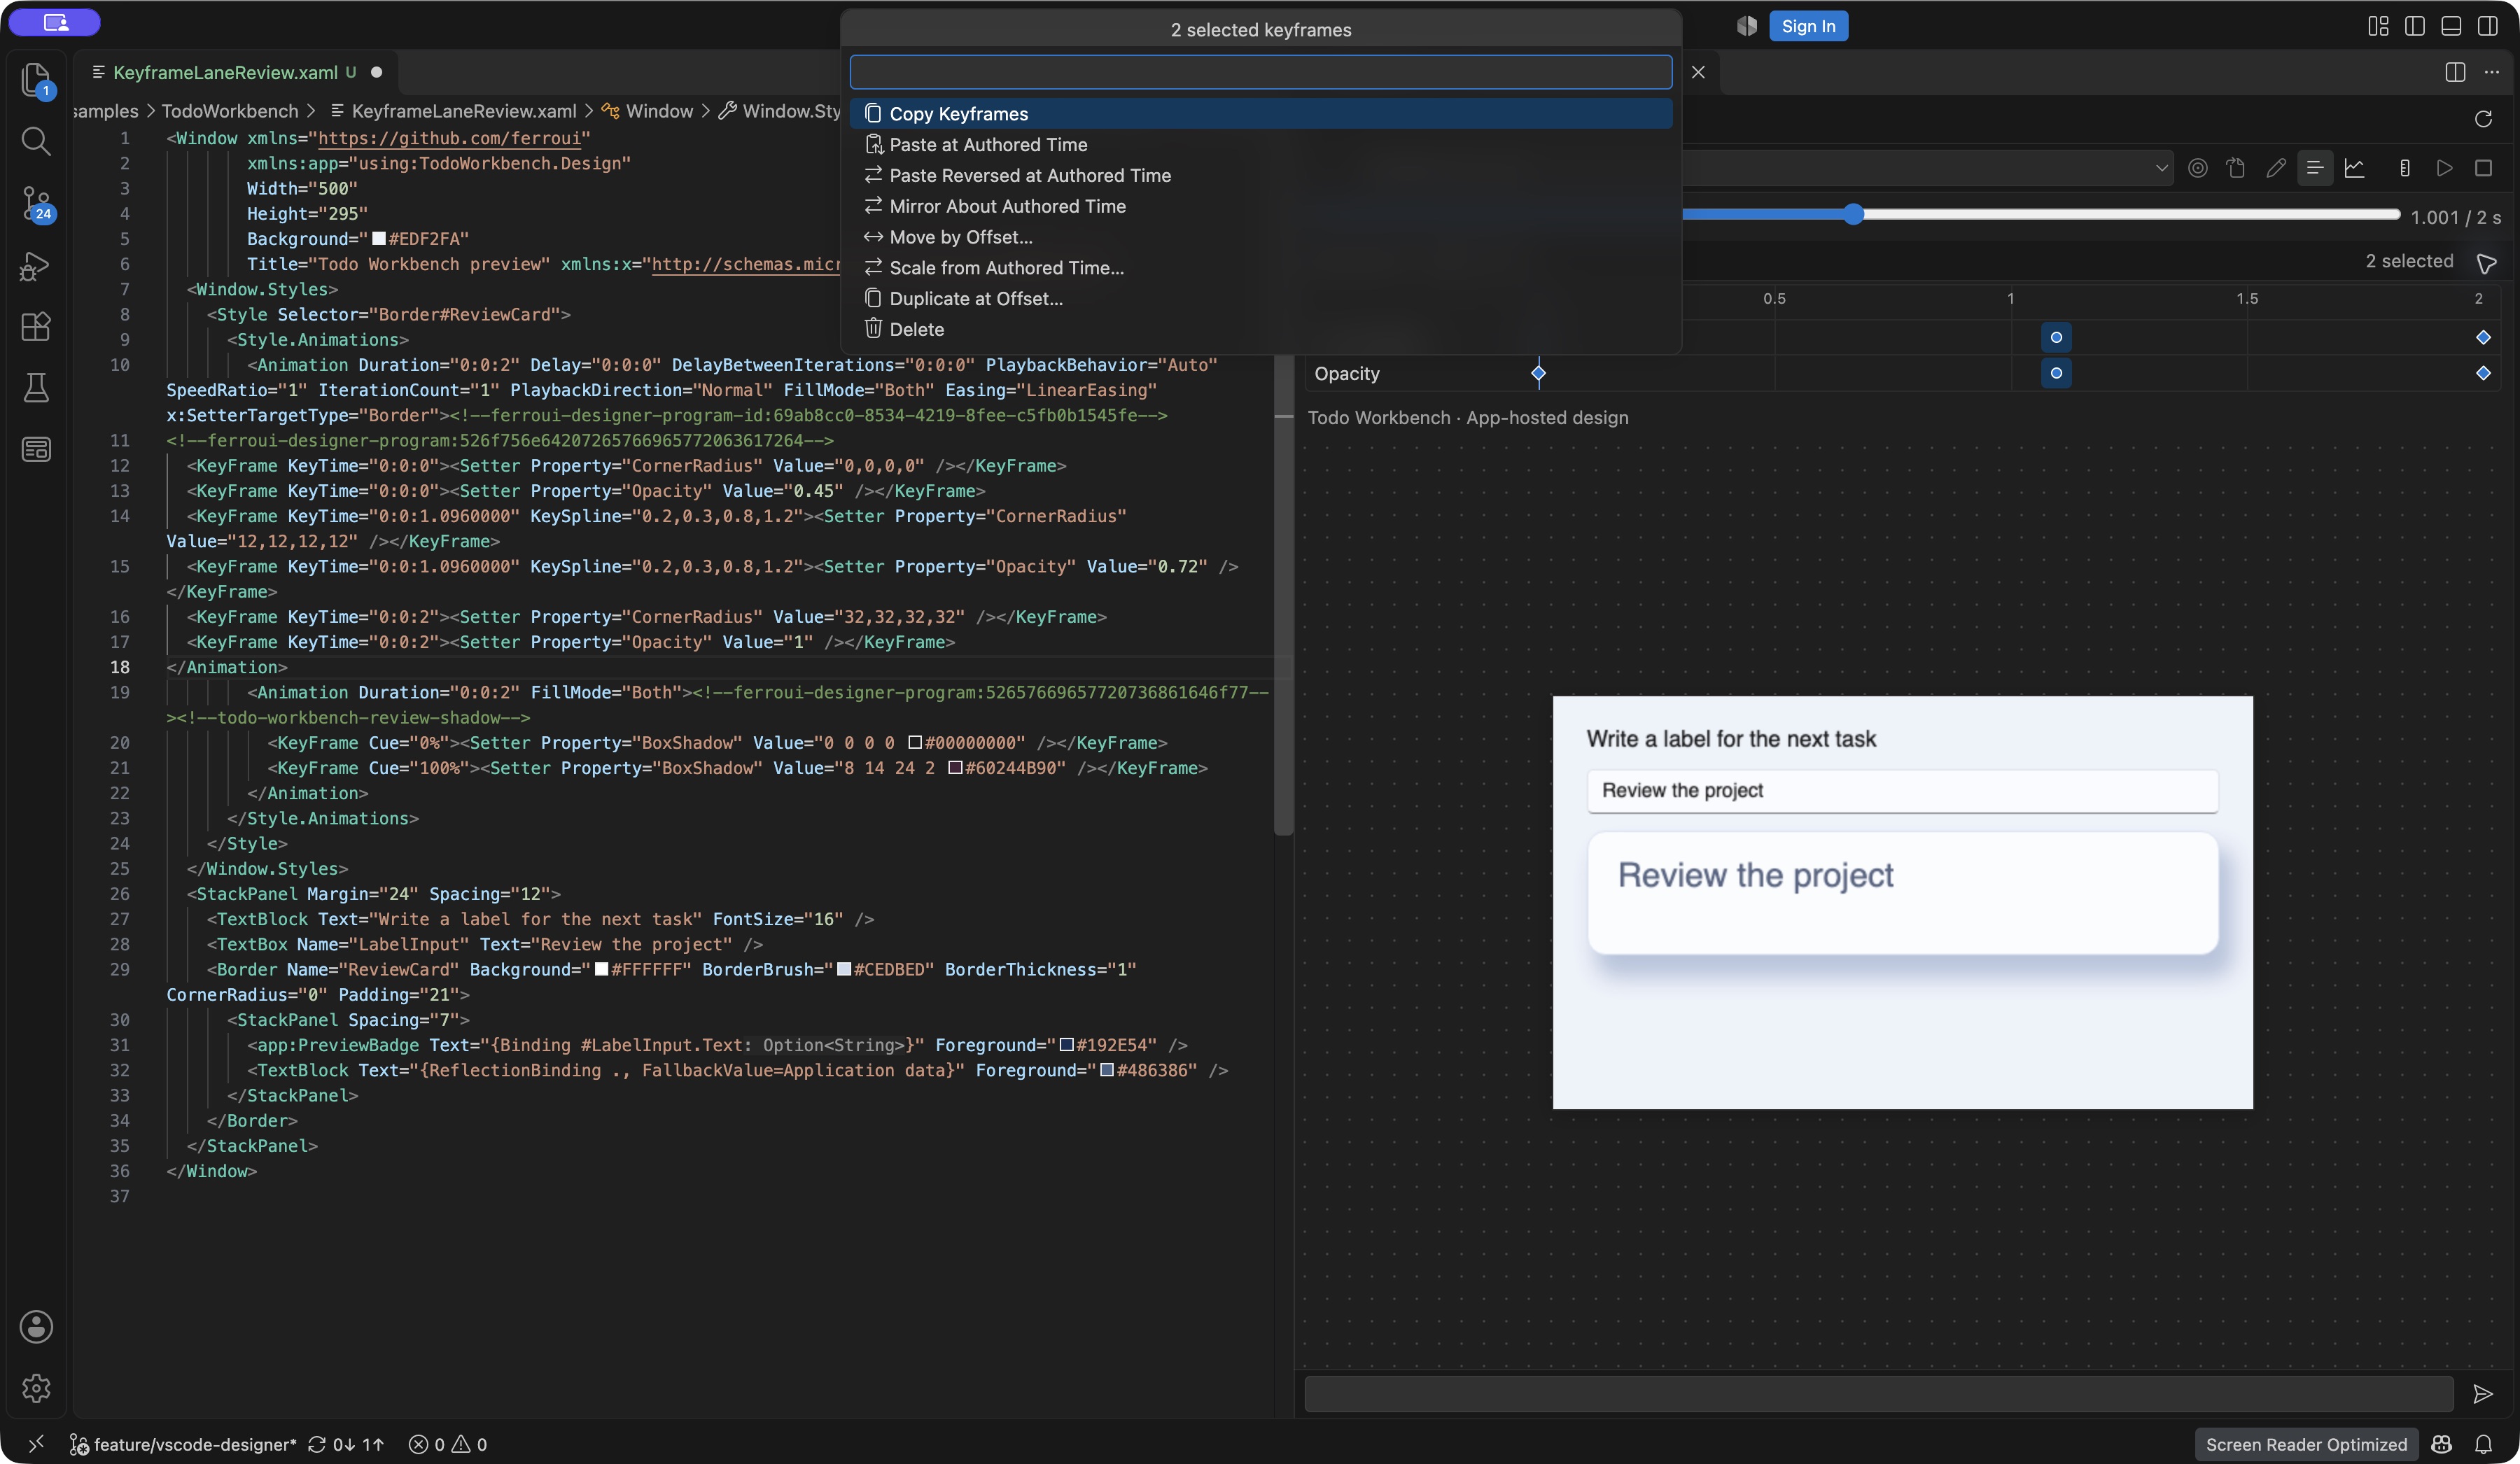 2 selected keyframes
Sign In
KeyframeLaneReview.xaml U
samples > TodoWorkbench > KeyframeLaneReview.xaml > Window > Window.Sty
Copy Keyframes
Paste at Authored Time
Paste Reversed at Authored Time
Mirror About Authored Time
Move by Offset...
Scale from Authored Time...
Duplicate at Offset...
Delete
1
24
1 <Window xmlns="https://github.com/ferroui"
2 xmlns:app="using:TodoWorkbench.Design"
3 Width="500"
4 Height="295"
5 Background="#EDF2FA"
6 Title="Todo Workbench preview" xmlns:x="http://schemas.micr
7 <Window.Styles>
8 <Style Selector="Border#ReviewCard">
9 <Style.Animations>
10 <Animation Duration="0:0:2" Delay="0:0:0" DelayBetweenIterations="0:0:0" PlaybackBehavior="Auto"
SpeedRatio="1" IterationCount="1" PlaybackDirection="Normal" FillMode="Both" Easing="LinearEasing"
x:SetterTargetType="Border"><!--ferroui-designer-program-id:69ab8cc0-8534-4219-8fee-c5fb0b1545fe-->
11 <!--ferroui-designer-program:526f756e642072657669657772063617264-->
12 <KeyFrame KeyTime="0:0:0"><Setter Property="CornerRadius" Value="0,0,0,0" /></KeyFrame>
13 <KeyFrame KeyTime="0:0:0"><Setter Property="Opacity" Value="0.45" /></KeyFrame>
14 <KeyFrame KeyTime="0:0:1.0960000" KeySpline="0.2,0.3,0.8,1.2"><Setter Property="CornerRadius"
Value="12,12,12,12" /></KeyFrame>
15 <KeyFrame KeyTime="0:0:1.0960000" KeySpline="0.2,0.3,0.8,1.2"><Setter Property="Opacity" Value="0.72" />
</KeyFrame>
16 <KeyFrame KeyTime="0:0:2"><Setter Property="CornerRadius" Value="32,32,32,32" /></KeyFrame>
17 <KeyFrame KeyTime="0:0:2"><Setter Property="Opacity" Value="1" /></KeyFrame>
18 </Animation>
19 <Animation Duration="0:0:2" FillMode="Both"><!--ferroui-designer-program:52657669657720736861646f77--
><!--todo-workbench-review-shadow-->
20 <KeyFrame Cue="0%"><Setter Property="BoxShadow" Value="0 0 0 0 #00000000" /></KeyFrame>
21 <KeyFrame Cue="100%"><Setter Property="BoxShadow" Value="8 14 24 2 #60244B90" /></KeyFrame>
22 </Animation>
23 </Style.Animations>
24 </Style>
25 </Window.Styles>
26 <StackPanel Margin="24" Spacing="12">
27 <TextBlock Text="Write a label for the next task" FontSize="16" />
28 <TextBox Name="LabelInput" Text="Review the project" />
29 <Border Name="ReviewCard" Background="#FFFFFF" BorderBrush="#CEDBED" BorderThickness="1"
CornerRadius="0" Padding="21">
30 <StackPanel Spacing="7">
31 <app:PreviewBadge Text="{Binding #LabelInput.Text: Option<String>}" Foreground="#192E54" />
32 <TextBlock Text="{ReflectionBinding ., FallbackValue=Application data}" Foreground="#486386" />
33 </StackPanel>
34 </Border>
35 </StackPanel>
36 </Window>
37
1.001 / 2 s
2 selected
0.5 1 1.5 2
Opacity
Todo Workbench · App-hosted design
Write a label for the next task
Review the project
Review the project
feature/vscode-designer* 0↓ 1↑ 0 0
Screen Reader Optimized